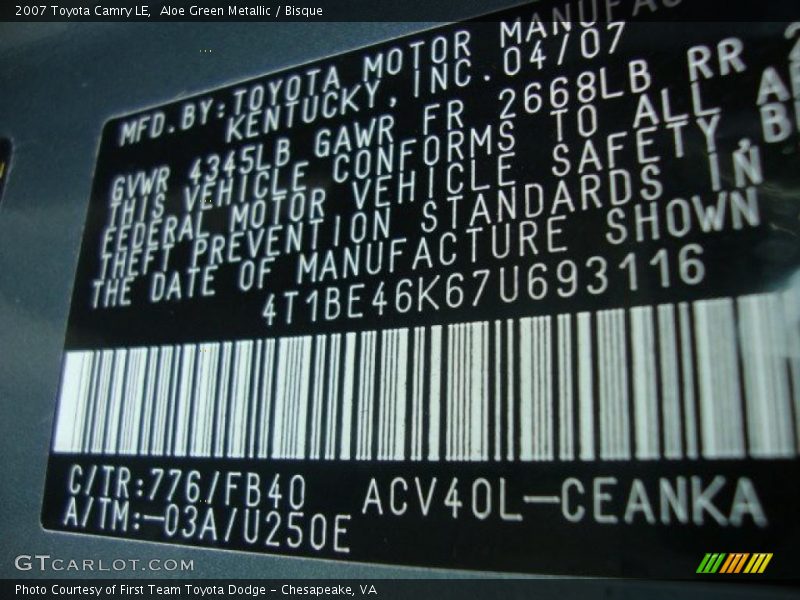 2007 Toyota Camry LE,  Aloe Green Metallic / Bisque
MFD.BY:TOYOTA MOTOR
KENTUCKY, INC. 04/07
GVWR 4345LB GAWR FR 2668LB RR
THIS VEHICLE CONFORMS TO ALL
FEDERAL MOTOR VEHICLE SAFETY,
THEFT PREVENTION STANDARDS IN
THE DATE OF MANUFACTURE SHOWN
4T1BE46K67U693116
C/TR:776/FB40 ACV40L-CEANKA
A/TM:-03A/U250E
GTCARLOT.COM
Photo Courtesy of First Team Toyota Dodge - Chesapeake, VA